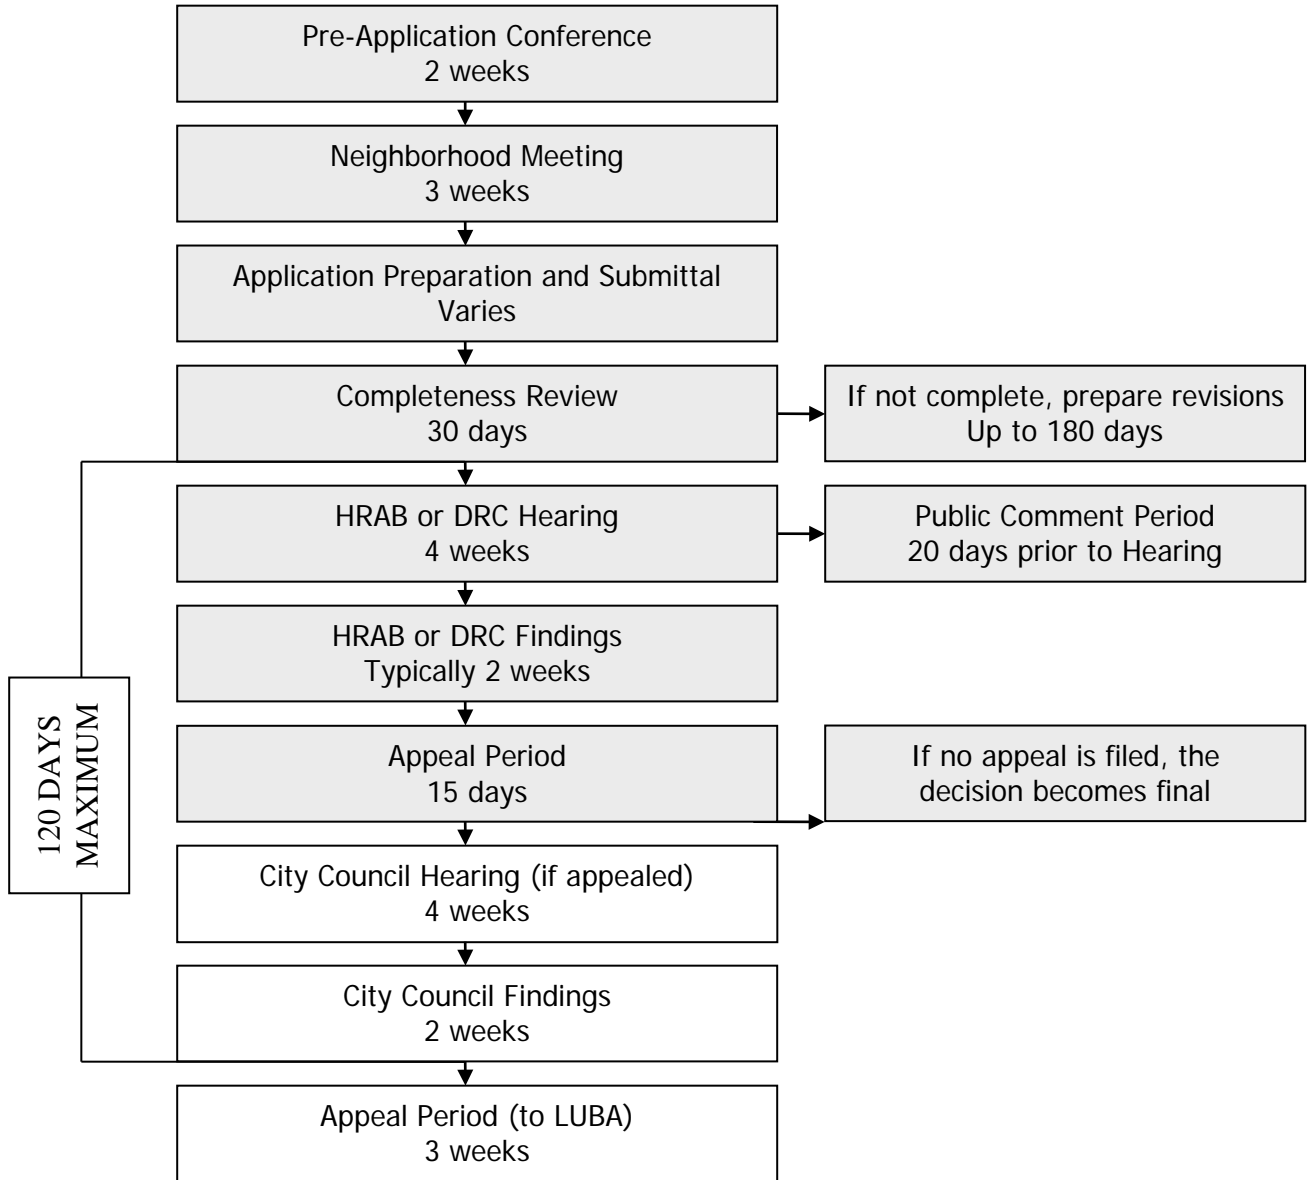 Pre-Application Conference
2 weeks
Neighborhood Meeting
3 weeks
Application Preparation and Submittal
Varies
Completeness Review
30 days
If not complete, prepare revisions
Up to 180 days
HRAB or DRC Hearing
4 weeks
Public Comment Period
20 days prior to Hearing
HRAB or DRC Findings
Typically 2 weeks
120 DAYS
MAXIMUM
Appeal Period
15 days
If no appeal is filed, the
decision becomes final
City Council Hearing (if appealed)
4 weeks
City Council Findings
2 weeks
Appeal Period (to LUBA)
3 weeks